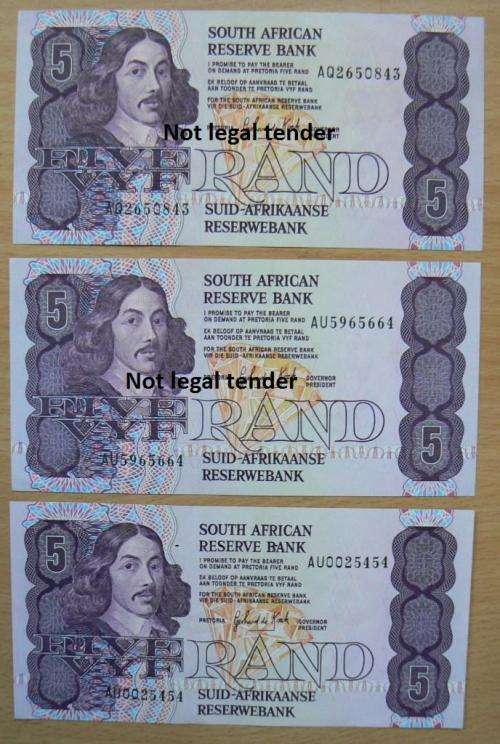 5
SOUTH AFRICAN
RESERVE BANK
I PROMISE TO PAY THE BEARER
ON DEMAND AT PRETORIA FIVE RAND
AQ2650843
EK BELOOF OP AANVRAAG TE BETAAL
AAN TOONDER TE PRETORIA VYF RAND
FOR THE SOUTH AFRICAN RESERVE BANK
VIR DIE SUID-AFRIKAANSE RESERWEBANK
Not legal tender
FIVE
VYF
RAND
AQ2650843
SUID-AFRIKAANSE
RESERWEBANK
5
5
SOUTH AFRICAN
RESERVE BANK
I PROMISE TO PAY THE BEARER
ON DEMAND AT PRETORIA FIVE RAND
AU5965664
EK BELOOF OP AANVRAAG TE BETAAL
AAN TOONDER TE PRETORIA VYF RAND
FOR THE SOUTH AFRICAN RESERVE BANK
VIR DIE SUID-AFRIKAANSE RESERWEBANK
GOVERNOR
PRESIDENT
Not legal tender
FIVE
VYF
RAND
AU5965664
SUID-AFRIKAANSE
RESERWEBANK
5
5
SOUTH AFRICAN
RESERVE BANK
I PROMISE TO PAY THE BEARER
ON DEMAND AT PRETORIA FIVE RAND
AU0025454
EK BELOOF OP AANVRAAG TE BETAAL
AAN TOONDER TE PRETORIA VYF RAND
FOR THE SOUTH AFRICAN RESERVE BANK
VIR DIE SUID-AFRIKAANSE RESERWEBANK
PRETORIA Gerhard de Kock GOVERNOR
PRESIDENT
FIVE
VYF
RAND
AU0025454
SUID-AFRIKAANSE
RESERWEBANK
5